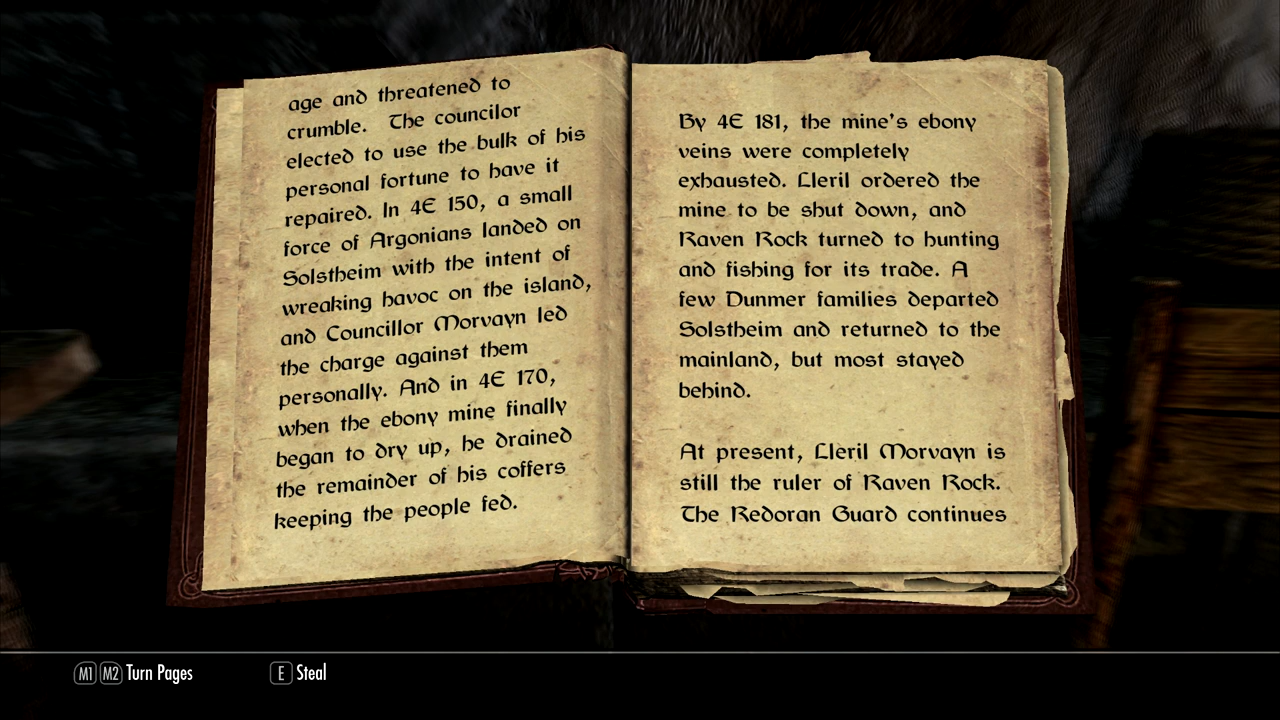 age and threatened to
crumble. The councilor
elected to use the bulk of his
personal fortune to have it
repaired. In 4E 150, a small
force of Argonians landed on
Solstheim with the intent of
wreaking havoc on the island,
and Councillor Morvayn led
the charge against them
personally. And in 4E 170,
when the ebony mine finally
began to dry up, he drained
the remainder of his coffers
keeping the people fed.
By 4E 181, the mine's ebony
veins were completely
exhausted. Lleril ordered the
mine to be shut down, and
Raven Rock turned to hunting
and fishing for its trade. A
few Dunmer families departed
Solstheim and returned to the
mainland, but most stayed
behind.
At present, Lleril Morvayn is
still the ruler of Raven Rock.
The Redoran Guard continues
M1 M2 Turn Pages
E Steal